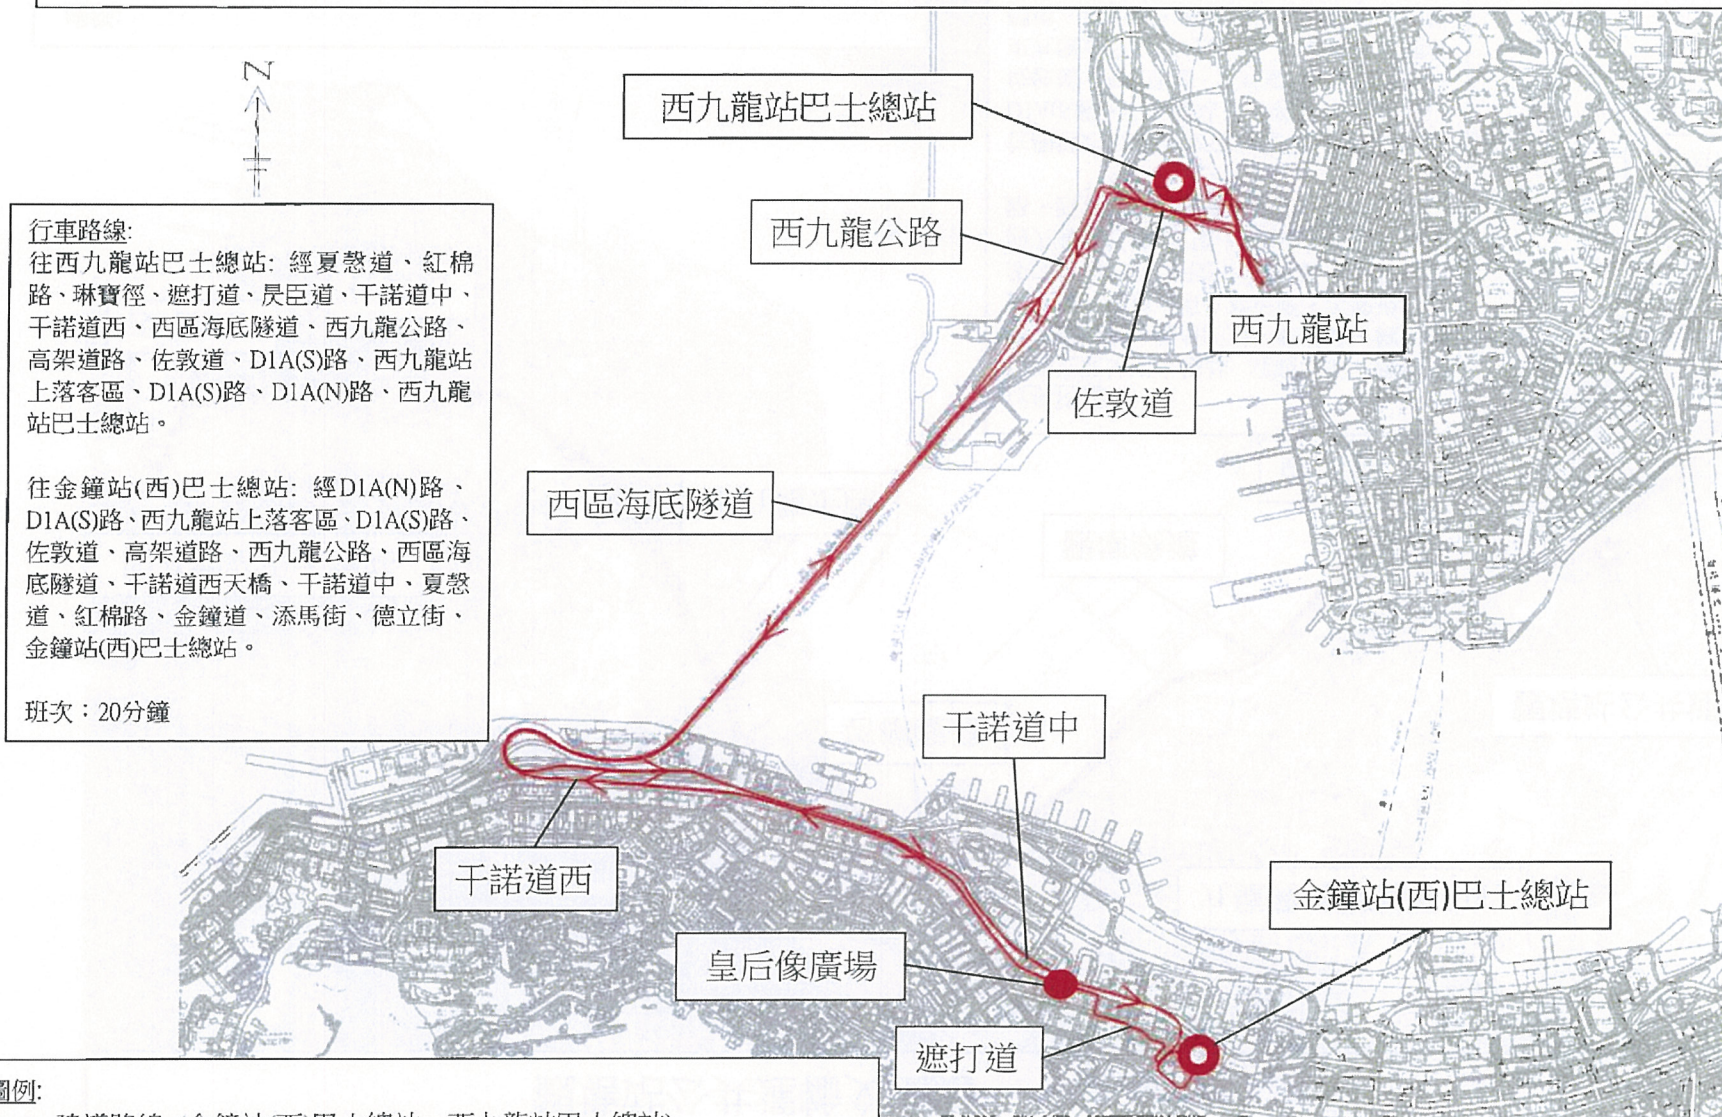 N
西九龍站巴士總站
西九龍公路
行車路線:
往西九龍站巴士總站: 經夏慤道、紅棉
路、琳寶徑、遮打道、昃臣道、干諾道中、
干諾道西、西區海底隧道、西九龍公路、
高架道路、佐敦道、D1A(S)路、西九龍站
上落客區、D1A(S)路、D1A(N)路、西九龍
站巴士總站。
往金鐘站(西)巴士總站: 經D1A(N)路、
D1A(S)路、西九龍站上落客區、D1A(S)路、
佐敦道、高架道路、西九龍公路、西區海
底隧道、干諾道西天橋、干諾道中、夏慤
道、紅棉路、金鐘道、添馬街、德立街、
金鐘站(西)巴士總站。
班次：20分鐘
西九龍站
佐敦道
西區海底隧道
干諾道中
干諾道西
金鐘站(西)巴士總站
皇后像廣場
遮打道
圖例: